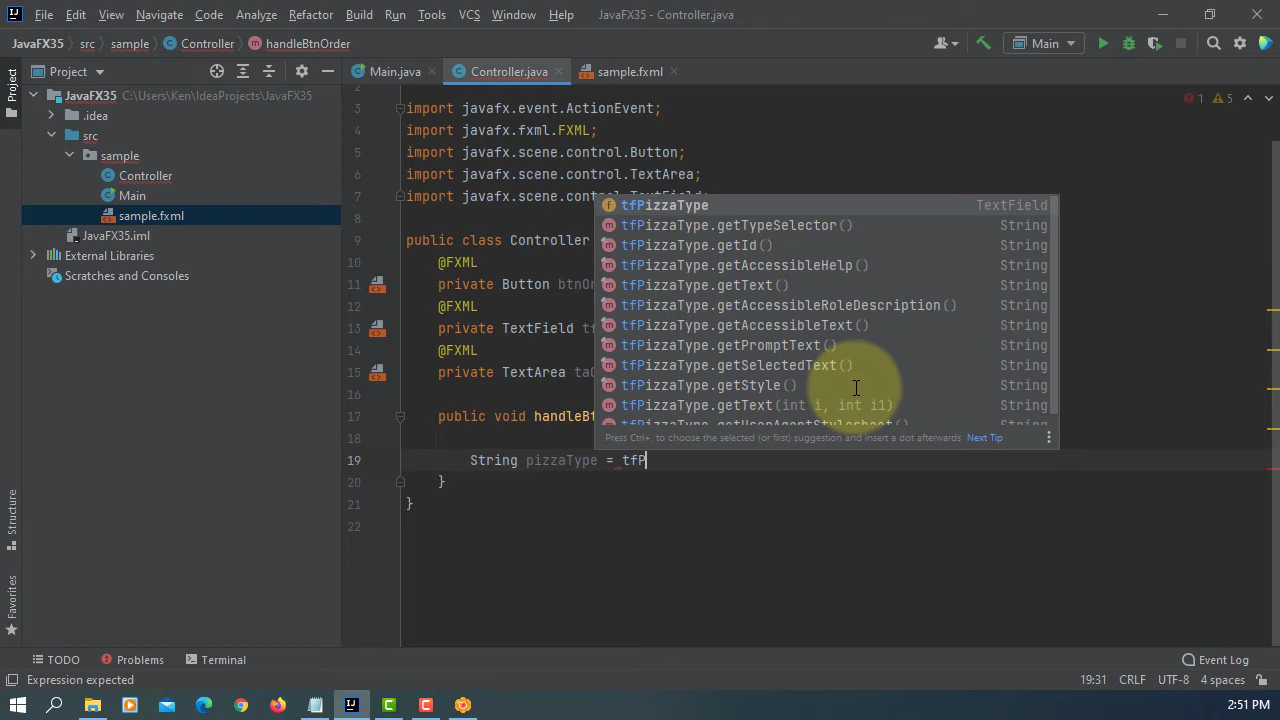 File Edit View Navigate Code Analyze Refactor Build Run Tools VCS Window Help JavaFX35 - Controller.java
JavaFX35 src sample Controller handleBtnOrder Main
Project Main.java Controller.java sample.fxml
Project
JavaFX35 C:\Users\Ken\IdeaProjects\JavaFX35
.idea
src
sample
Controller
Main
sample.fxml
JavaFX35.iml
External Libraries
Scratches and Consoles
Structure
Favorites
1 5
2
3 import javafx.event.ActionEvent;
4 import javafx.fxml.FXML;
5 import javafx.scene.control.Button;
6 import javafx.scene.control.TextArea;
7 import javafx.scene.control.TextField;
8
9 public class Controller
10 @FXML
11 private Button btnOr
12 @FXML
13 private TextField tf
14 @FXML
15 private TextArea taO
16
17 public void handleBt
18
19 String pizzaType = tfP
20 }
21 }
22
tfPizzaType TextField
tfPizzaType.getTypeSelector() String
tfPizzaType.getId() String
tfPizzaType.getAccessibleHelp() String
tfPizzaType.getText() String
tfPizzaType.getAccessibleRoleDescription() String
tfPizzaType.getAccessibleText() String
tfPizzaType.getPromptText() String
tfPizzaType.getSelectedText() String
tfPizzaType.getStyle() String
tfPizzaType.getText(int i, int i1) String
tfPizzaType.getUserAgentStylesheet() String
Press Ctrl+. to choose the selected (or first) suggestion and insert a dot afterwards Next Tip
TODO Problems Terminal Event Log
Expression expected 19:31 CRLF UTF-8 4 spaces
2:51 PM